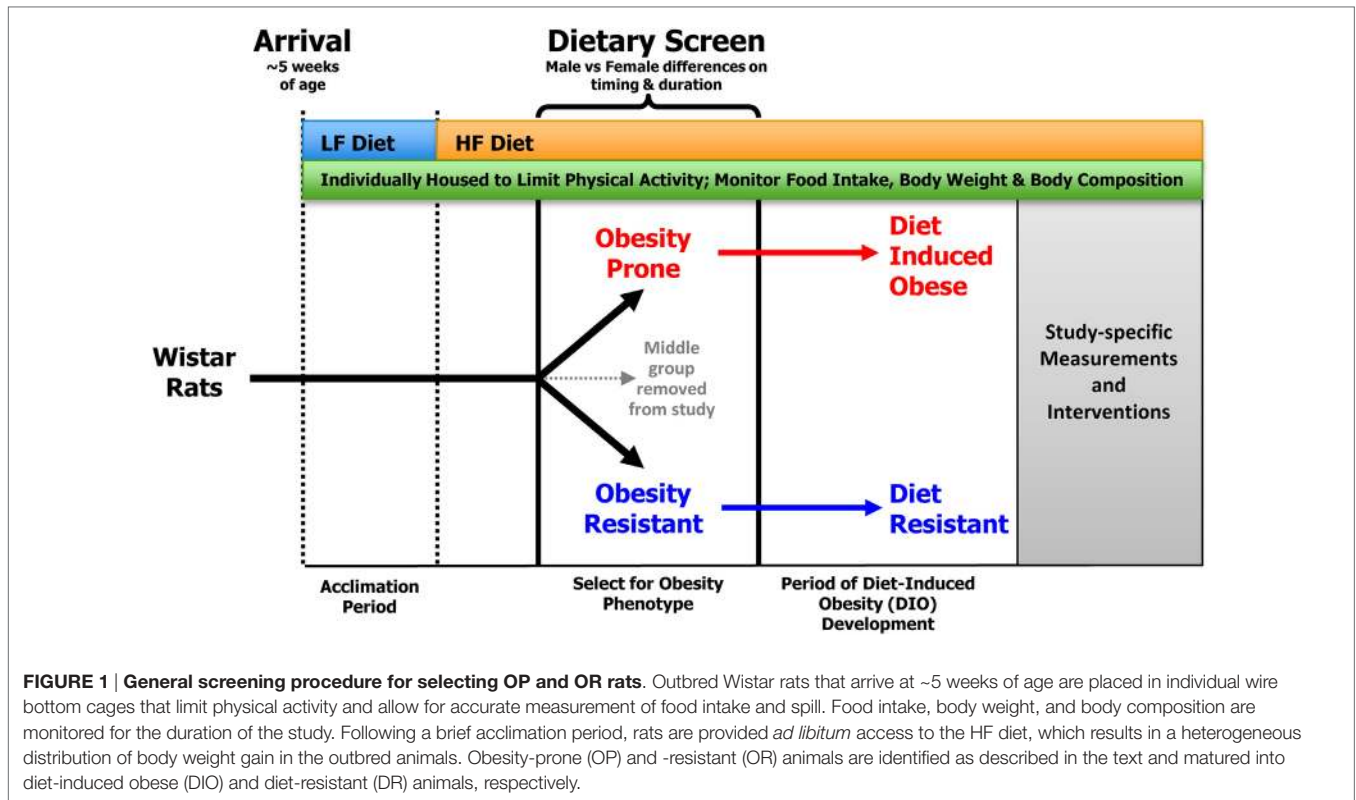 Arrival
~5 weeks
of age
Dietary Screen
Male vs Female differences on
timing & duration
LF Diet
HF Diet
Individually Housed to Limit Physical Activity; Monitor Food Intake, Body Weight & Body Composition
Wistar
Rats
Obesity
Prone
Diet
Induced
Obese
Middle
group
removed
from study
Obesity
Resistant
Diet
Resistant
Study-specific
Measurements
and
Interventions
Acclimation
Period
Select for Obesity
Phenotype
Period of Diet-Induced
Obesity (DIO)
Development
FIGURE 1 | General screening procedure for selecting OP and OR rats. Outbred Wistar rats that arrive at ~5 weeks of age are placed in individual wire
bottom cages that limit physical activity and allow for accurate measurement of food intake and spill. Food intake, body weight, and body composition are
monitored for the duration of the study. Following a brief acclimation period, rats are provided ad libitum access to the HF diet, which results in a heterogeneous
distribution of body weight gain in the outbred animals. Obesity-prone (OP) and -resistant (OR) animals are identified as described in the text and matured into
diet-induced obese (DIO) and diet-resistant (DR) animals, respectively.